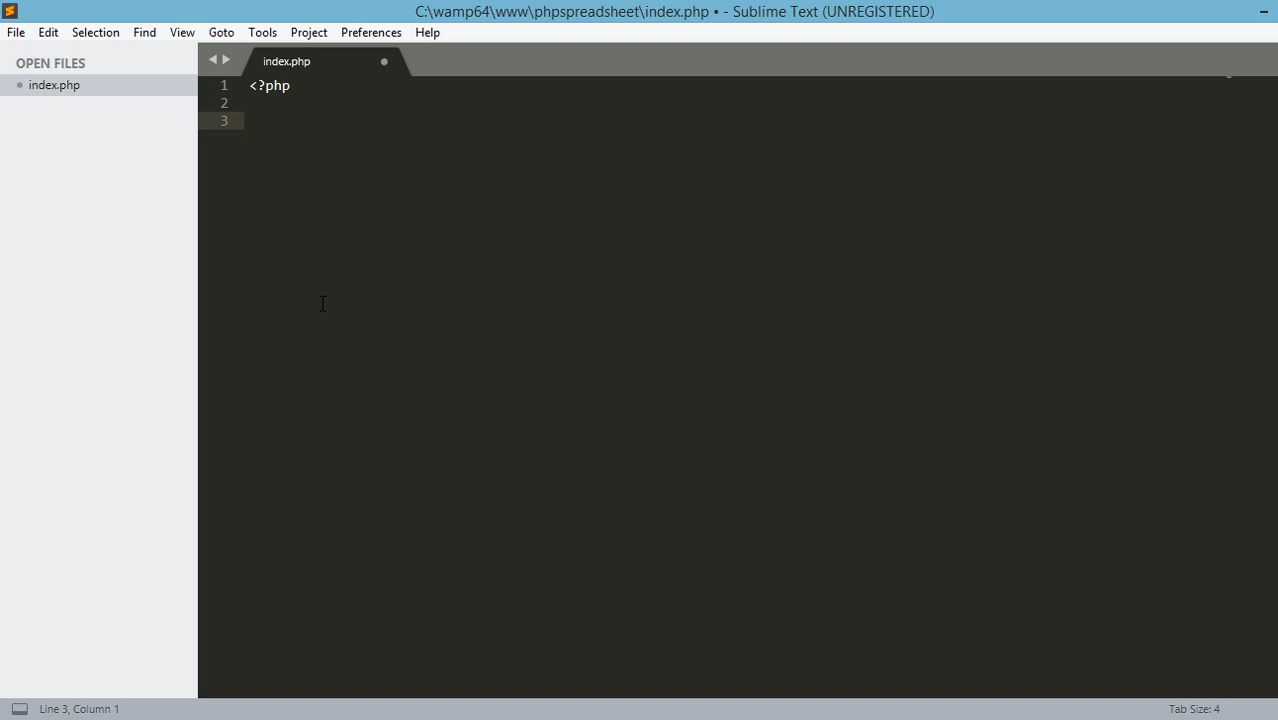 C:\wamp64\www\phpspreadsheet\index.php • - Sublime Text (UNREGISTERED)
File Edit Selection Find View Goto Tools Project Preferences Help
OPEN FILES
index.php
index.php
1 <?php
2
3
Line 3, Column 1
Tab Size: 4